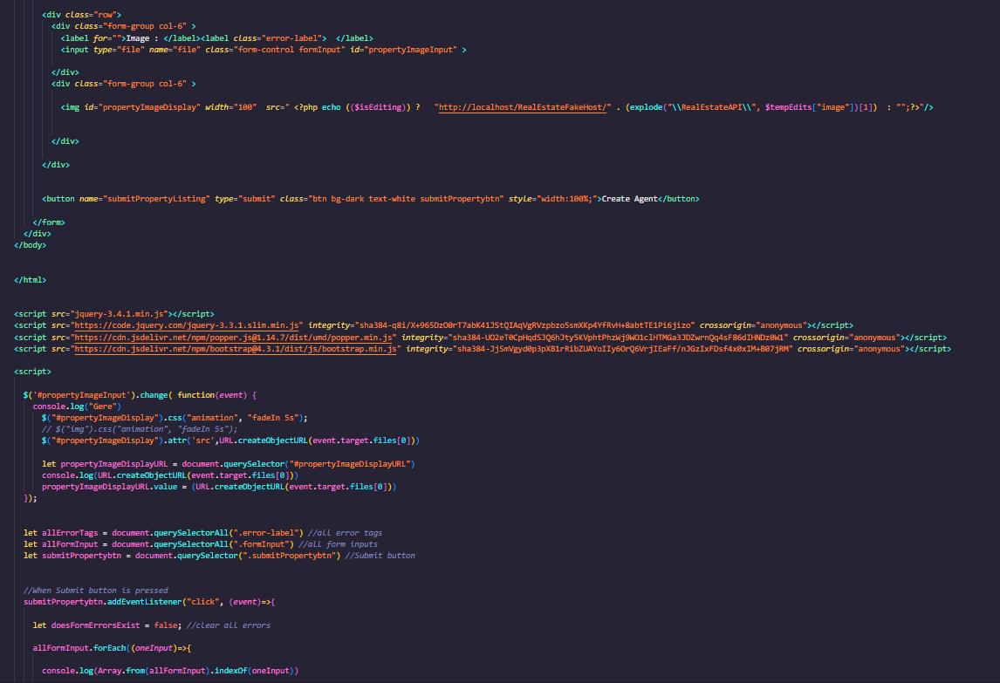 <div class="row">
<div class="form-group col-6" >
<label for="">Image : </label><label class="error-label">  </label>
<input type="file" name="file" class="form-control formInput" id="propertyImageInput" >
</div>
<div class="form-group col-6" >
<img id="propertyImageDisplay" width="100"  src=" <?php echo (($isEditing)) ?   "http://localhost/RealEstateFakeHost/" . (explode("\\RealEstateAPI\\", $tempEdits["image"])[1])  : "";?>"/>
</div>
</div>
<button name="submitPropertyListing" type="submit" class="btn bg-dark text-white submitPropertybtn" style="width:100%;">Create Agent</button>
</form>
</div>
</body>
</html>
<script src="jquery-3.4.1.min.js"></script>
<script src="https://code.jquery.com/jquery-3.3.1.slim.min.js" integrity="sha384-q8i/X+965DzO0rT7abK41JStQIAqVgRVzpbzo5smXKp4YfRvH+8abtTE1Pi6jizo" crossorigin="anonymous"></script>
<script src="https://cdn.jsdelivr.net/npm/popper.js@1.14.7/dist/umd/popper.min.js" integrity="sha384-UO2eT0CpHqdSJQ6hJty5KVphtPhzWj9WO1clHTMGa3JDZwrnQq4sF86dIHNDz0W1" crossorigin="anonymous"></script>
<script src="https://cdn.jsdelivr.net/npm/bootstrap@4.3.1/dist/js/bootstrap.min.js" integrity="sha384-JjSmVgyd0p3pXB1rRibZUAYoIIy6OrQ6VrjIEaFf/nJGzIxFDsf4x0xIM+B07jRM" crossorigin="anonymous"></script>
<script>
$('#propertyImageInput').change( function(event) {
console.log("Gere")
$("#propertyImageDisplay").css("animation", "fadeIn 5s");
// $("img").css("animation", "fadeIn 5s");
$("#propertyImageDisplay").attr('src',URL.createObjectURL(event.target.files[0]))
let propertyImageDisplayURL = document.querySelector("#propertyImageDisplayURL")
console.log(URL.createObjectURL(event.target.files[0]))
propertyImageDisplayURL.value = (URL.createObjectURL(event.target.files[0]))
});
let allErrorTags = document.querySelectorAll(".error-label") //all error tags
let allFormInput = document.querySelectorAll(".formInput") //all form inputs
let submitPropertybtn = document.querySelector(".submitPropertybtn") //Submit button
//When Submit button is pressed
submitPropertybtn.addEventListener("click", (event)=>{
let doesFormErrorsExist = false; //clear all errors
allFormInput.forEach((oneInput)=>{
console.log(Array.from(allFormInput).indexOf(oneInput))